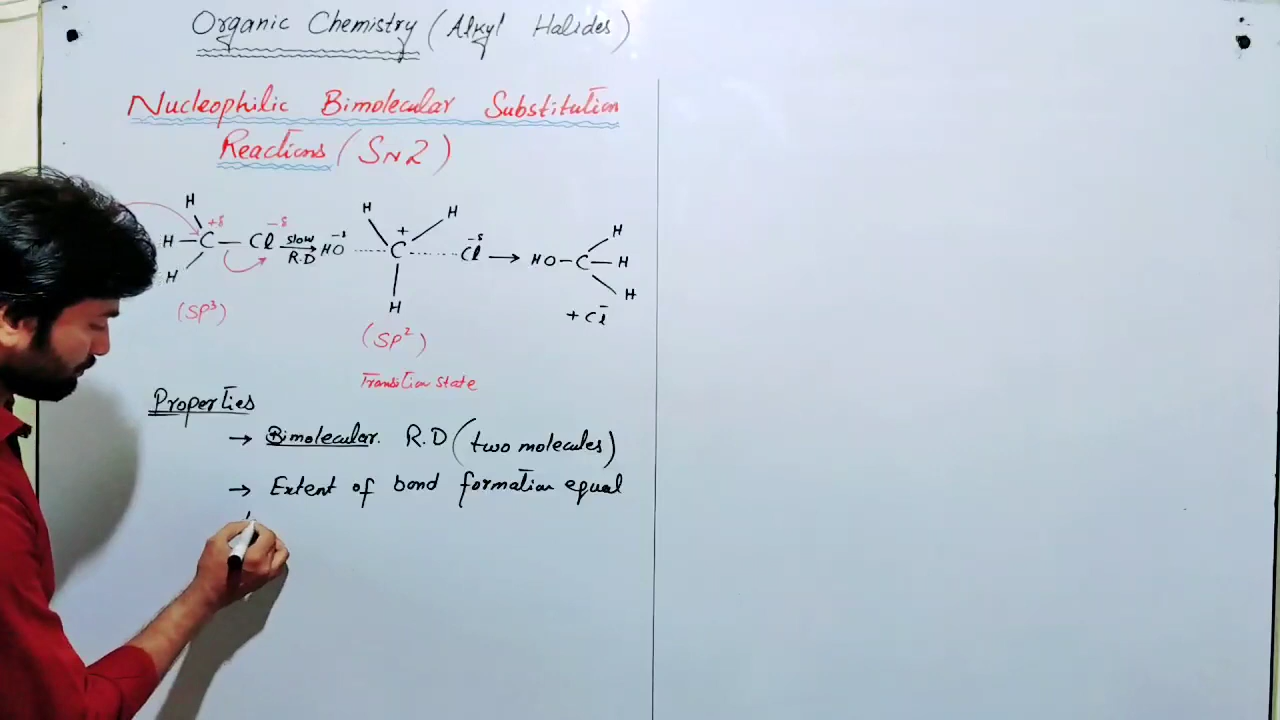 Organic Chemistry (Alkyl Halides)
Nucleophilic Bimolecular Substitution
Reactions (SN2)
H
H C +δ Cl -δ
H
(SP³)
slow
R.D
H H
HO -δ C + Cl -δ
H
(SP²)
Transition state
H
HO-C-H
H
+ Cl⁻
Properties
→ Bimolecular. R.D (two molecules)
→ Extent of bond formation equal